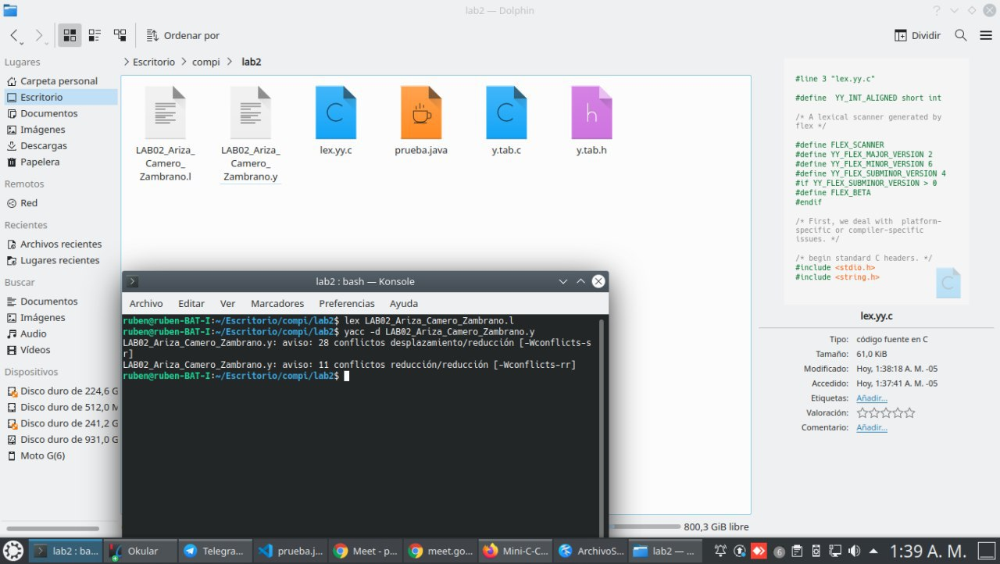 lab2 — Dolphin
Ordenar por
Dividir
Lugares
Carpeta personal
Escritorio
Documentos
Imágenes
Descargas
Papelera
Remotos
Red
Recientes
Archivos recientes
Lugares recientes
Buscar
Documentos
Imágenes
Audio
Vídeos
Dispositivos
Disco duro de 224,6 G
Disco duro de 512,0 M
Disco duro de 241,2 G
Disco duro de 931,0 G
Moto G(6)
> Escritorio > compi > lab2
LAB02_Ariza_
Camero_
Zambrano.l
LAB02_Ariza_
Camero_
Zambrano.y
C
lex.yy.c
prueba.java
C
y.tab.c
h
y.tab.h
#line 3 "lex.yy.c"
#define YY_INT_ALIGNED short int
/* A lexical scanner generated by
flex */
#define FLEX_SCANNER
#define YY_FLEX_MAJOR_VERSION 2
#define YY_FLEX_MINOR_VERSION 6
#define YY_FLEX_SUBMINOR_VERSION 4
#if YY_FLEX_SUBMINOR_VERSION > 0
#define FLEX_BETA
#endif
/* First, we deal with platform-
specific or compiler-specific
issues. */
/* begin standard C headers. */
#include <stdio.h>
#include <string.h>
C
lex.yy.c
Tipo: código fuente en C
Tamaño: 61,0 KiB
Modificado: Hoy, 1:38:18 A. M. -05
Accedido: Hoy, 1:37:41 A. M. -05
Etiquetas: Añadir...
Valoración:
Comentario: Añadir...
lab2 : bash — Konsole
Archivo Editar Ver Marcadores Preferencias Ayuda
ruben@ruben-BAT-I:~/Escritorio/compi/lab2$ lex LAB02_Ariza_Camero_Zambrano.l
ruben@ruben-BAT-I:~/Escritorio/compi/lab2$ yacc -d LAB02_Ariza_Camero_Zambrano.y
LAB02_Ariza_Camero_Zambrano.y: aviso: 28 conflictos desplazamiento/reducción [-Wconflicts-s
r]
LAB02_Ariza_Camero_Zambrano.y: aviso: 11 conflictos reducción/reducción [-Wconflicts-rr]
ruben@ruben-BAT-I:~/Escritorio/compi/lab2$
800,3 GiB libre
lab2 : ba... Okular Telegra... prueba.j... Meet - p... meet.go... Mini-C-C... ArchivoS... lab2 — ... 6 1:39 A. M.